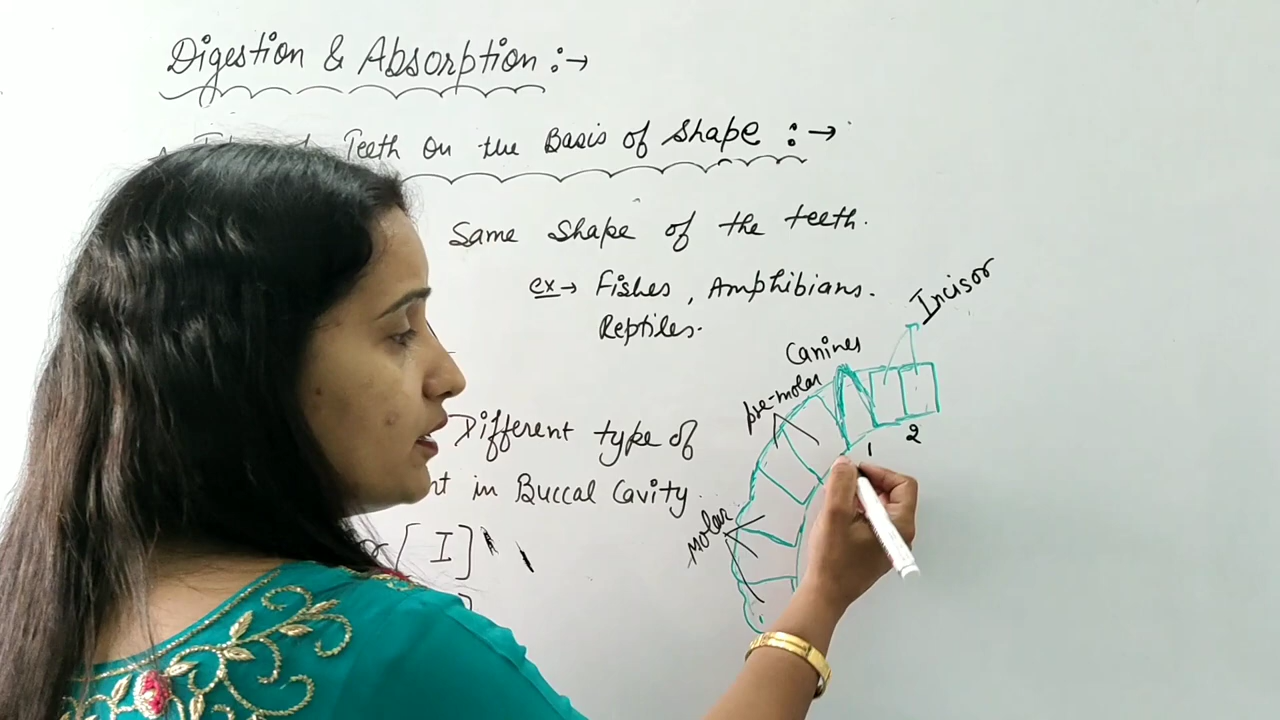 Digestion & Absorption :→
Teeth on the Basis of Shape :→
Same Shape of the teeth.
ex→ Fishes, Amphibians.
Reptiles.
Incisor
Canines
pre-molar
Different type of
1 2
nt in Buccal Cavity.
molar
[I]